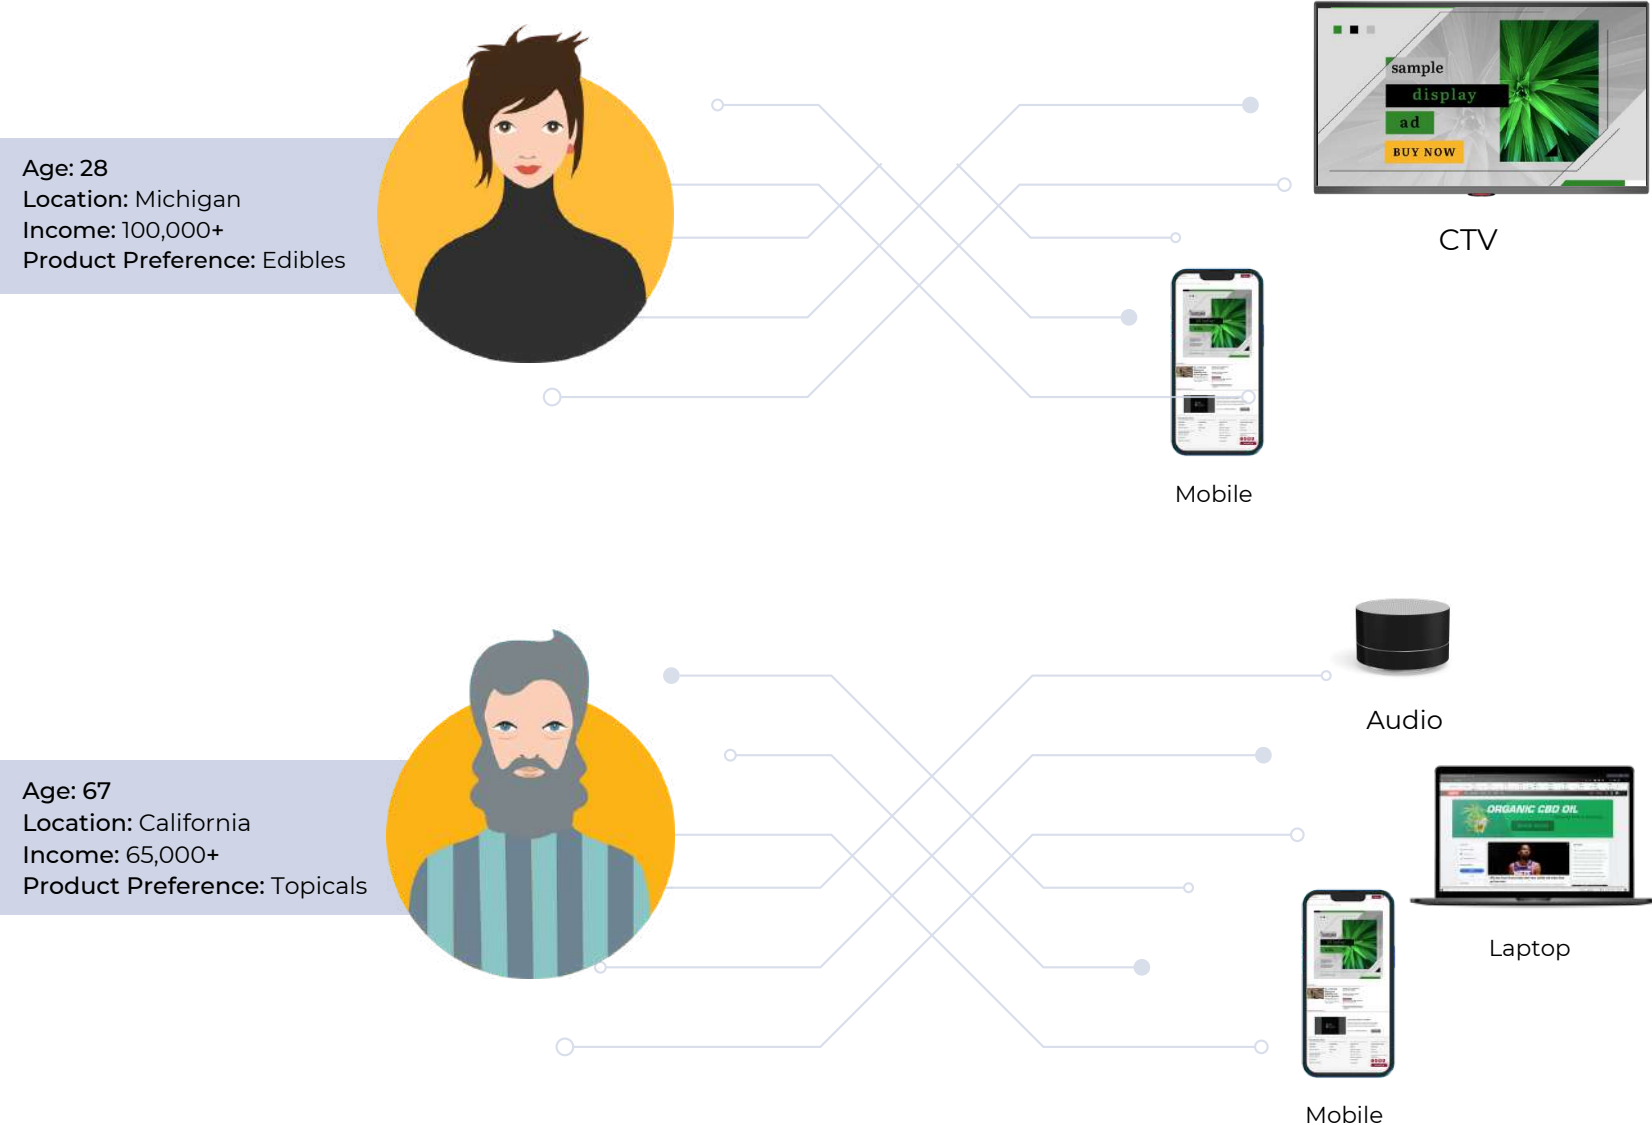 Age: 28
Location: Michigan
Income: 100,000+
Product Preference: Edibles
sample
display
ad
BUY NOW
CTV
Mobile
Age: 67
Location: California
Income: 65,000+
Product Preference: Topicals
Audio
ORGANIC CBD OIL
Laptop
Mobile